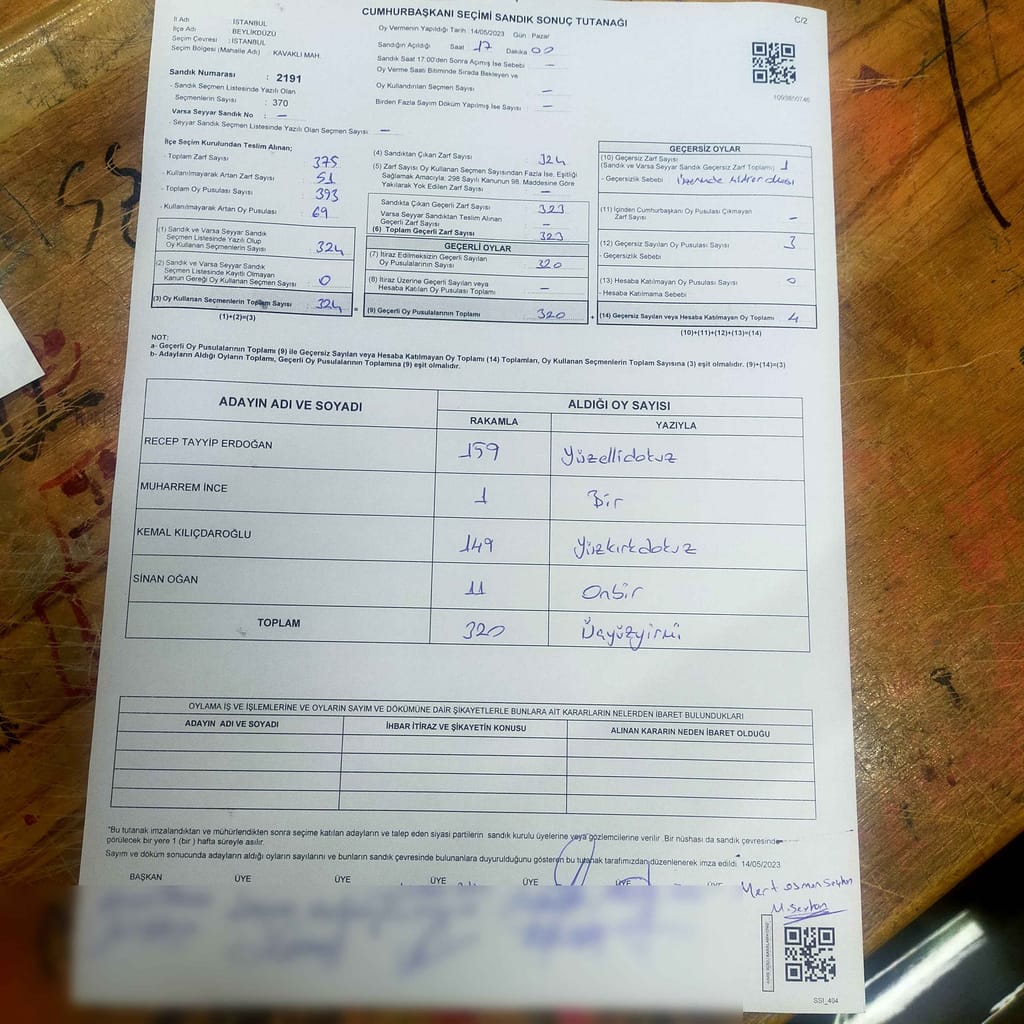 CUMHURBAŞKANI SEÇİMİ SANDIK SONUÇ TUTANAĞI
C/2
İl Adı İSTANBUL
İlçe Adı BEYLİKDÜZÜ
Seçim Çevresi : İSTANBUL
Seçim Bölgesi (Mahalle Adı) KAVAKLI MAH
Oy Vermenin Yapıldığı Tarih : 14/05/2023 Gün : Pazar
Sandığın Açıldığı Saat 17 Dakika 00
Sandık Saat 17.00'den Sonra Açımış İse Sebebi –
Oy Verme Saati Bitiminde Sırada Bekleyen ve
Oy Kullandırılan Seçmen Sayısı –
Birden Fazla Sayım Döküm Yapılmış İse Sayısı –
1093850746
Sandık Numarası : 2191
- Sandık Seçmen Listesinde Yazılı Olan
Seçmenlerin Sayısı : 370
Varsa Seyyar Sandık No : –
- Seyyar Sandık Seçmen Listesinde Yazılı Olan Seçmen Sayısı –
İlçe Seçim Kurulundan Teslim Alınan;
- Toplam Zarf Sayısı 375
- Kullanılmayarak Artan Zarf Sayısı 51
- Toplam Oy Pusulası Sayısı 393
- Kullanılmayarak Artan Oy Pusulası 69
(1) Sandık ve Varsa Seyyar Sandık
Seçmen Listesinde Yazılı Olup
Oy Kullanan Seçmenlerin Sayısı 324
(2) Sandık ve Varsa Seyyar Sandık
Seçmen Listesinde Kayıtlı Olmayan
Kanun Gereği Oy Kullanan Seçmen Sayısı 0
(3) Oy Kullanan Seçmenlerin Toplam Sayısı : 324
(1)+(2)=(3)
(4) Sandıktan Çıkan Zarf Sayısı 324
(5) Zarf Sayısı Oy Kullanan Seçmen Sayısından Fazla İse, Eşitliği
Sağlamak Amacıyla; 298 Sayılı Kanunun 98. Maddesine Göre
Yakılarak Yok Edilen Zarf Sayısı –
Sandıkta Çıkan Geçerli Zarf Sayısı 323
Varsa Seyyar Sandıktan Teslim Alınan
Geçerli Zarf Sayısı –
(6) Toplam Geçerli Zarf Sayısı 323
GEÇERLİ OYLAR
(7) İtiraz Edilmeksizin Geçerli Sayılan
Oy Pusulalarının Sayısı 320
(8) İtiraz Üzerine Geçerli Sayılan veya
Hesaba Katılan Oy Pusulası Toplamı –
= (9) Geçerli Oy Pusulalarının Toplamı 320 +
GEÇERSİZ OYLAR
(10) Geçersiz Zarf Sayısı
(Sandık ve Varsa Seyyar Sandık Geçersiz Zarf Toplamı) 1
- Geçersizlik Sebebi
(11) İçinden Cumhurbaşkanı Oy Pusulası Çıkmayan
Zarf Sayısı –
(12) Geçersiz Sayılan Oy Pusulası Sayısı 3
- Geçersizlik Sebebi
(13) Hesaba Katılmayan Oy Pusulası Sayısı 0
- Hesaba Katılmama Sebebi
(14) Geçersiz Sayılan veya Hesaba Katılmayan Oy Toplamı 4
(10)+(11)+(12)+(13)=(14)
NOT:
a- Geçerli Oy Pusulasının Toplamı (9) ile Geçersiz Sayılan veya Hesaba Katılmayan Oy Toplamı (14) Toplamları, Oy Kullanan Seçmenlerin Toplam Sayısına (3) eşit olmalıdır. (9)+(14)=(3)
b- Adayların Aldığı Oyların Toplamı, Geçerli Oy Pusulalarının Toplamına (9) eşit olmalıdır.
ADAYIN ADI VE SOYADI ALDIĞI OY SAYISI
RAKAMLA YAZIYLA
RECEP TAYYİP ERDOĞAN 159 Yüzellidokuz
MUHARREM İNCE 1 Bir
KEMAL KILIÇDAROĞLU 149 Yüzkırkdokuz
SİNAN OĞAN 11 Onbir
TOPLAM 320 Üçyüzyirmi
OYLAMA İŞ VE İŞLEMLERİNE VE OYLARIN SAYIM VE DÖKÜMÜNE DAİR ŞİKAYETLERLE BUNLARA AİT KARARLARIN NELERDEN İBARET BULUNDUKLARI
ADAYIN ADI VE SOYADI İHBAR İTİRAZ VE ŞİKAYETİN KONUSU ALINAN KARARIN NEDEN İBARET OLDUĞU
"Bu tutanak imzalandıktan ve mühürlendikten sonra seçime katılan adayların ve talep eden siyasi partilerin sandık kurulu üyelerine veya gözlemcilerine verilir. Bir nüshası da sandık çevresinde
görülecek bir yere 1 (bir) hafta süreyle asılır.
Sayım ve döküm sonucunda adayların aldığı oyların sayılarını ve bunların sandık çevresinde bulunanlara duyurulduğunu gösteren bu tutanak tarafımızdan düzenlenerek imza edildi. 14/05/2023
BAŞKAN ÜYE ÜYE ÜYE ÜYE ÜYE ÜYE
SSİ_404